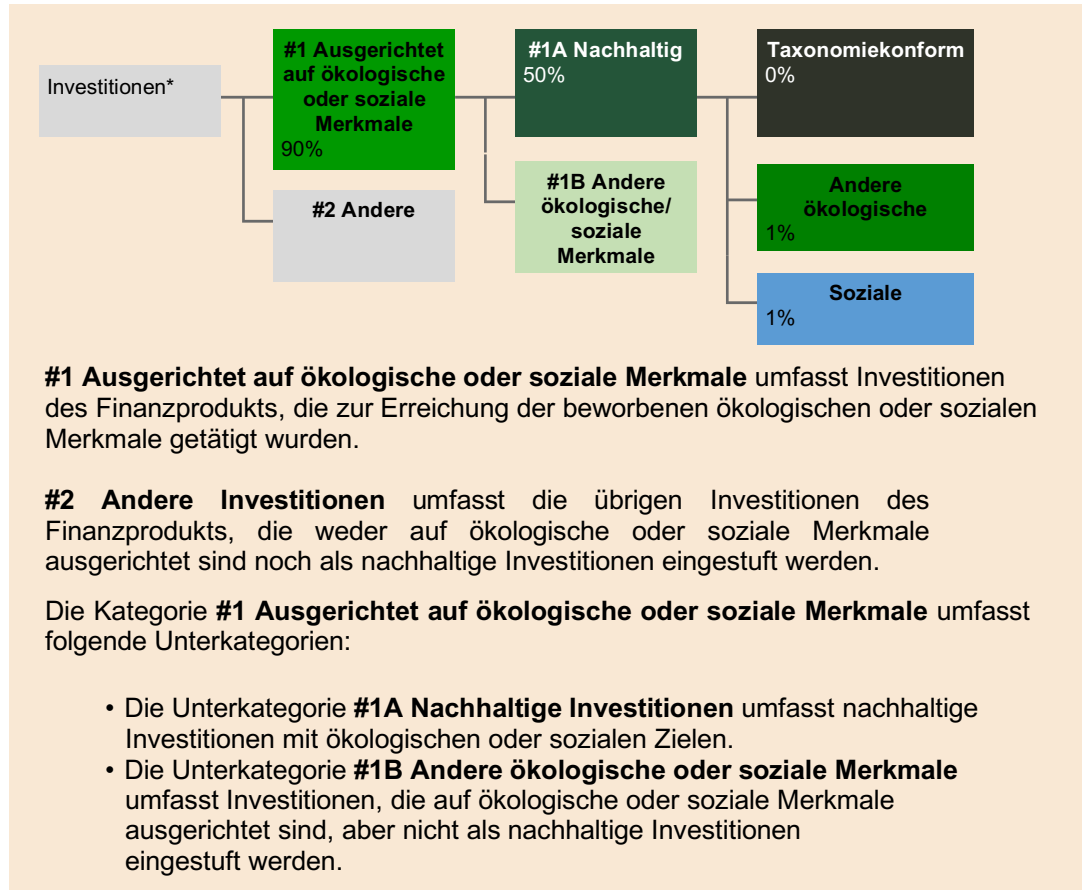 Investitionen*
#1 Ausgerichtet
auf ökologische
oder soziale
Merkmale
90%
#2 Andere
#1A Nachhaltig
50%
#1B Andere
ökologische/
soziale
Merkmale
Taxonomiekonform
0%
Andere
ökologische
1%
Soziale
1%
#1 Ausgerichtet auf ökologische oder soziale Merkmale umfasst Investitionen
des Finanzprodukts, die zur Erreichung der beworbenen ökologischen oder sozialen
Merkmale getätigt wurden.
#2 Andere Investitionen umfasst die übrigen Investitionen des
Finanzprodukts, die weder auf ökologische oder soziale Merkmale
ausgerichtet sind noch als nachhaltige Investitionen eingestuft werden.
Die Kategorie #1 Ausgerichtet auf ökologische oder soziale Merkmale umfasst
folgende Unterkategorien:
• Die Unterkategorie #1A Nachhaltige Investitionen umfasst nachhaltige
Investitionen mit ökologischen oder sozialen Zielen.
• Die Unterkategorie #1B Andere ökologische oder soziale Merkmale
umfasst Investitionen, die auf ökologische oder soziale Merkmale
ausgerichtet sind, aber nicht als nachhaltige Investitionen
eingestuft werden.